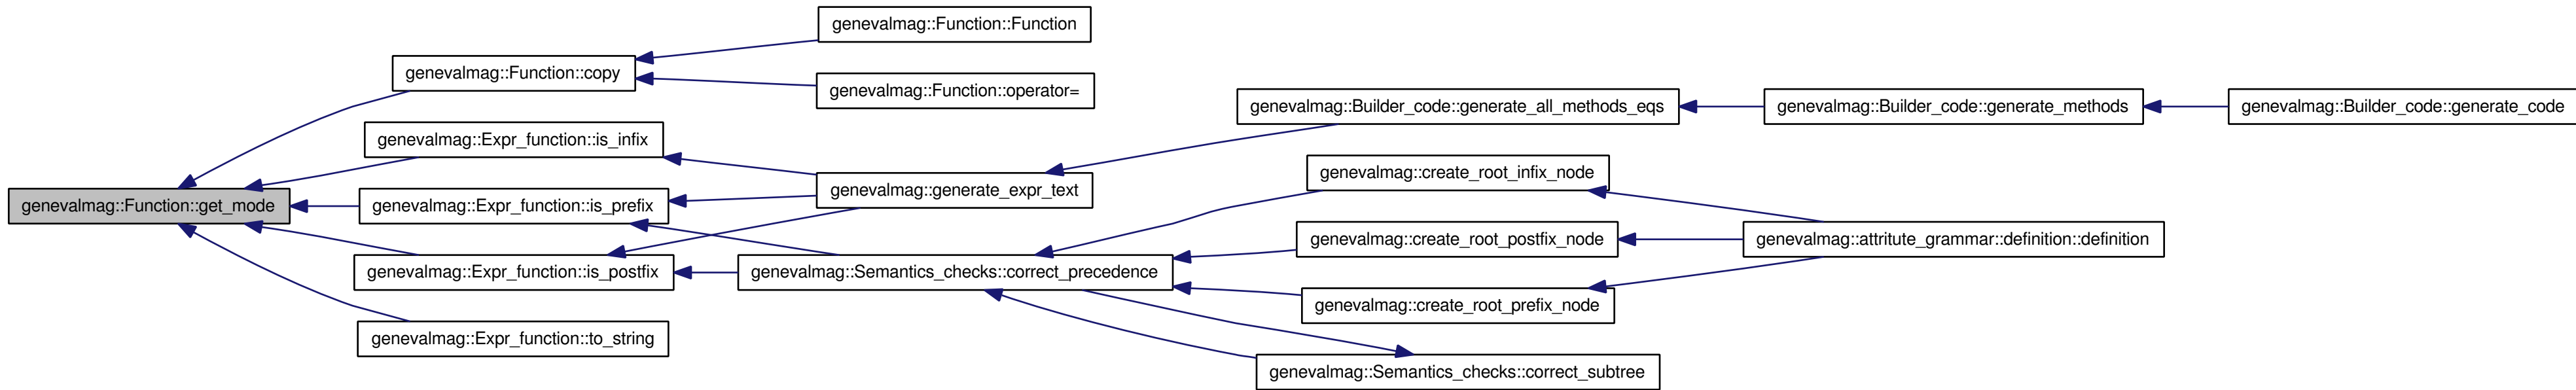 genevalmag::Function::get_mode
genevalmag::Function::copy
genevalmag::Function::Function
genevalmag::Function::operator=
genevalmag::Expr_function::is_infix
genevalmag::generate_expr_text
genevalmag::Builder_code::generate_all_methods_eqs
genevalmag::Builder_code::generate_methods
genevalmag::Builder_code::generate_code
genevalmag::Expr_function::is_prefix
genevalmag::Expr_function::is_postfix
genevalmag::Semantics_checks::correct_precedence
genevalmag::create_root_infix_node
genevalmag::attritute_grammar::definition::definition
genevalmag::create_root_postfix_node
genevalmag::create_root_prefix_node
genevalmag::Semantics_checks::correct_subtree
genevalmag::Expr_function::to_string